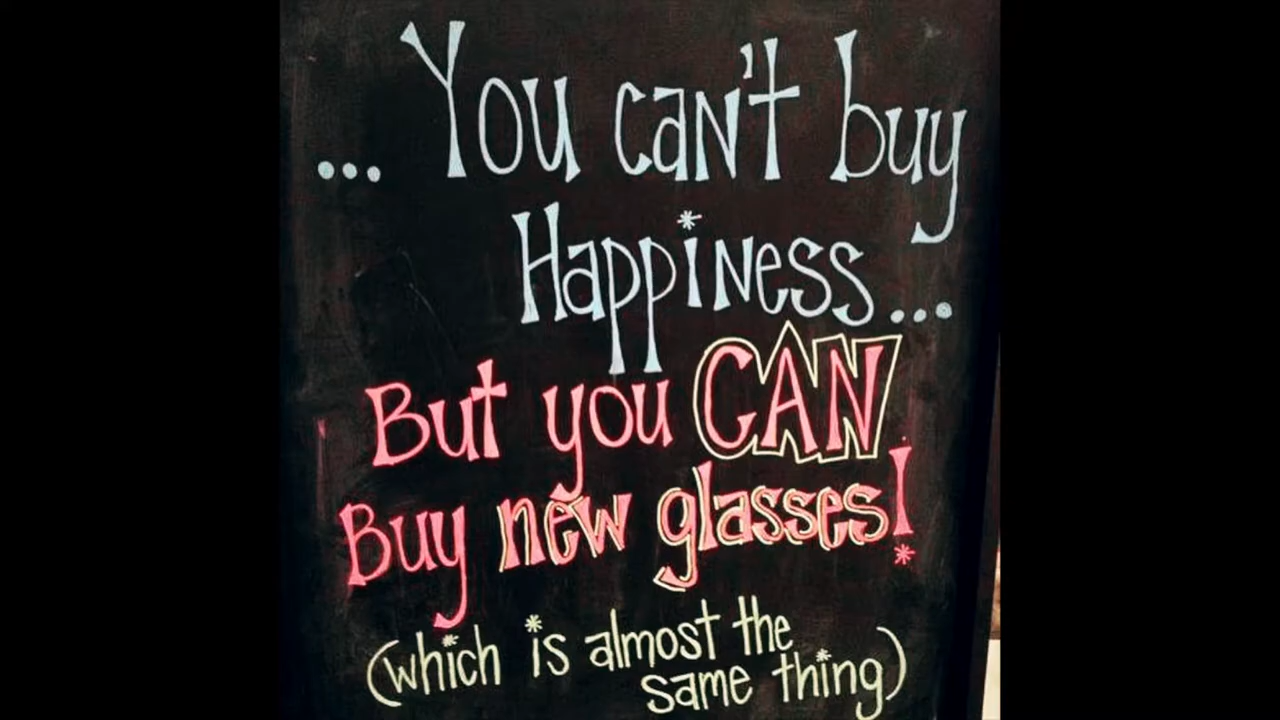 ... You can't buy
Happiness...
But you CAN
Buy new glasses!
(which is almost the
same thing)